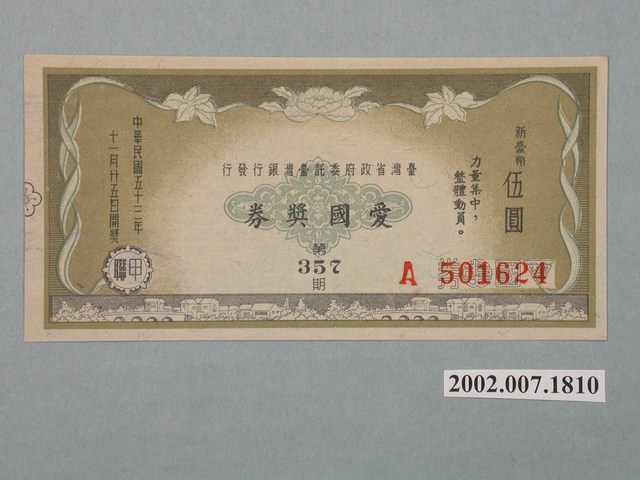 新臺幣
伍圓
力量集中，
整體動員。
臺灣省政府委託臺灣銀行發行
愛國獎券
第
357
期
中華民國五十三年
十一月廿五日開獎
甲聯
A 501624
2002.007.1810